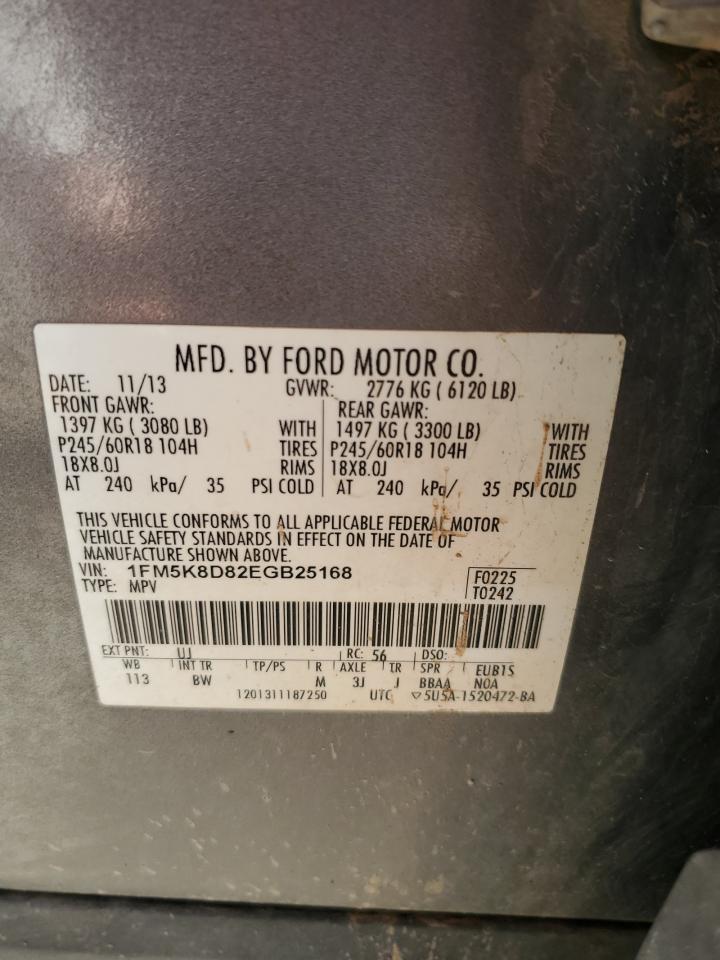 MFD. BY FORD MOTOR CO.
DATE: 11/13 GVWR: 2776 KG ( 6120 LB)
FRONT GAWR: REAR GAWR:
1397 KG ( 3080 LB) WITH 1497 KG ( 3300 LB) WITH
P245/60R18 104H TIRES P245/60R18 104H TIRES
18X8.0J RIMS 18X8.0J RIMS
AT 240 kPa/ 35 PSI COLD AT 240 kPa/ 35 PSI COLD
THIS VEHICLE CONFORMS TO ALL APPLICABLE FEDERAL MOTOR
VEHICLE SAFETY STANDARDS IN EFFECT ON THE DATE OF
MANUFACTURE SHOWN ABOVE.
VIN: 1FM5K8D82EGB25168 F0225
TYPE: MPV T0242
EXT PNT: UJ RC: 56 DSO:
WB INT TR TP/PS R AXLE TR SPR EUB1S
113 BW M 3J J BBAA N0A
1201311187250 UTC ▽5U5A-1520472-BA